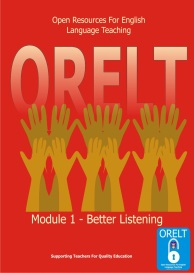 Open Resources For English
Language Teaching
ORELT
Module 1 - Better Listening
Supporting Teachers For Quality Education
ORELT